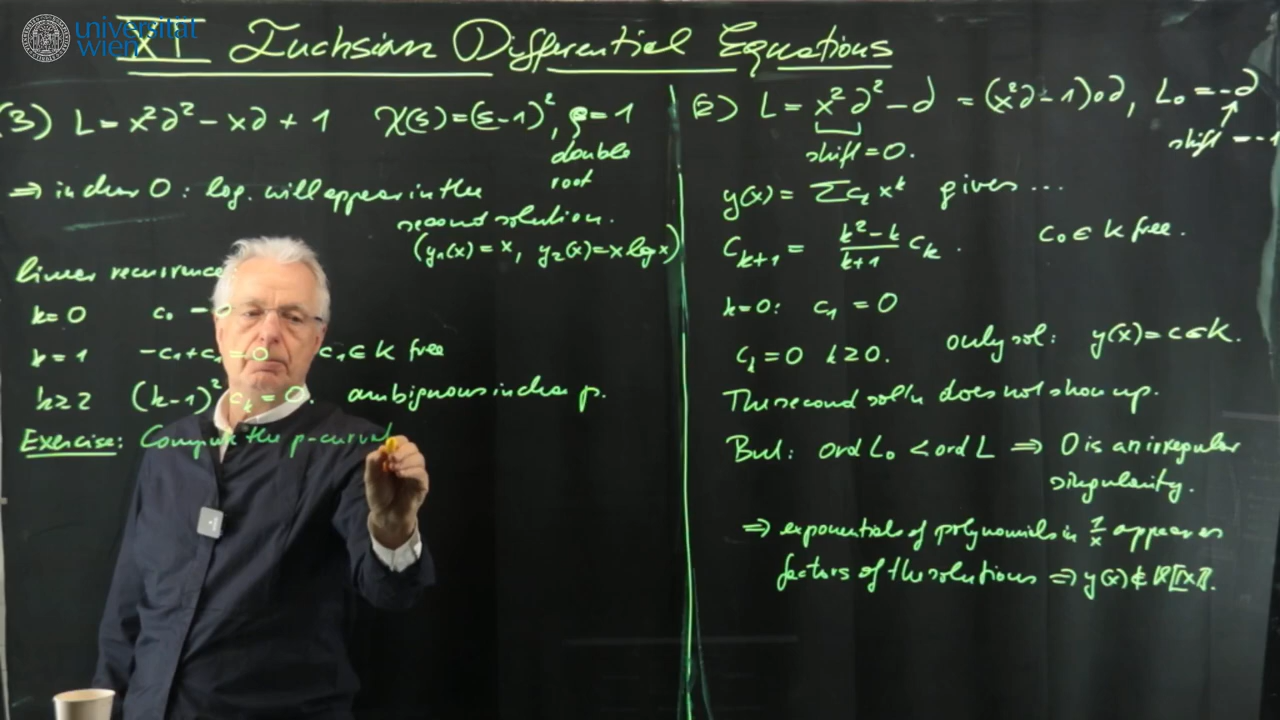 universität
wien
XI Fuchsian Differential Equations
(3) L = x²∂² - x∂ + 1 χ(s) = (s-1)², ρ = 1
double
root
⇒ in char 0 : log. will appear in the
second solution.
(y₁(x) = x, y₂(x) = x log x)
linear recurrence
k=0 c₀ = 0
k=1 -c₁+c₁ = 0 c₁ ∈ K free
k≥2 (k-1)² cₖ = 0. ambiguous in char p.
Exercise: Compute the p-curvat
(2) L = x²∂² - ∂ = (x²∂ - 1)∘∂, L₀ = -∂
shift = 0. shift = -1
y(x) = Σ cₖ xᵏ gives ...
cₖ₊₁ = (k²-k)/(k+1) cₖ. c₀ ∈ K free.
k=0: c₁ = 0
cₖ = 0 k≥0. only sol: y(x) = c ∈ K.
The second sol'n does not show up.
But: ord L₀ < ord L ⇒ 0 is an irregular
singularity.
⇒ exponentials of polynomials in 1/x appear as
factors of the solutions ⇒ y(x) ∉ K[[x]].